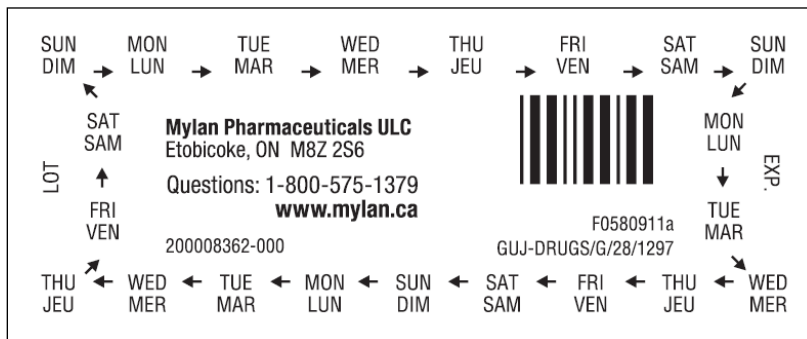 SUN MON TUE WED THU FRI SAT SUN
DIM → LUN → MAR → MER → JEU → VEN → SAM → DIM
SAT
SAM
MON
LUN
Mylan Pharmaceuticals ULC
Etobicoke, ON M8Z 2S6
Questions: 1-800-575-1379
www.mylan.ca
LOT
EXP.
FRI
VEN
TUE
MAR
200008362-000
F0580911a
GUJ-DRUGS/G/28/1297
THU ← WED ← TUE ← MON ← SUN ← SAT ← FRI ← THU ← WED
JEU MER MAR LUN DIM SAM VEN JEU MER